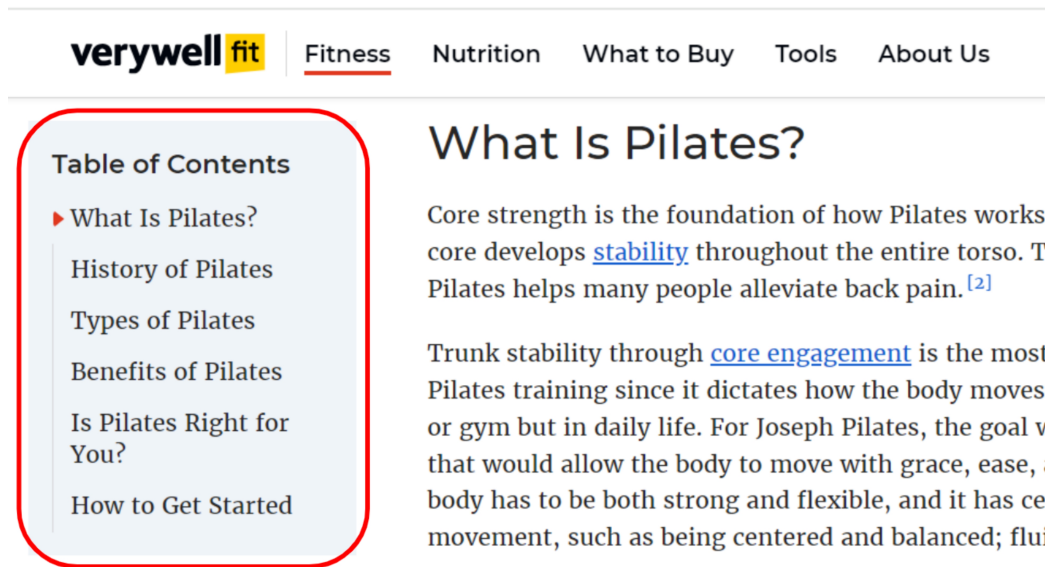 verywell fit Fitness Nutrition What to Buy Tools About Us
Table of Contents
What Is Pilates?
History of Pilates
Types of Pilates
Benefits of Pilates
Is Pilates Right for
You?
How to Get Started
What Is Pilates?
Core strength is the foundation of how Pilates works
core develops stability throughout the entire torso. T
Pilates helps many people alleviate back pain.[2]
Trunk stability through core engagement is the most
Pilates training since it dictates how the body moves
or gym but in daily life. For Joseph Pilates, the goal
that would allow the body to move with grace, ease,
body has to be both strong and flexible, and it has ce
movement, such as being centered and balanced; flui